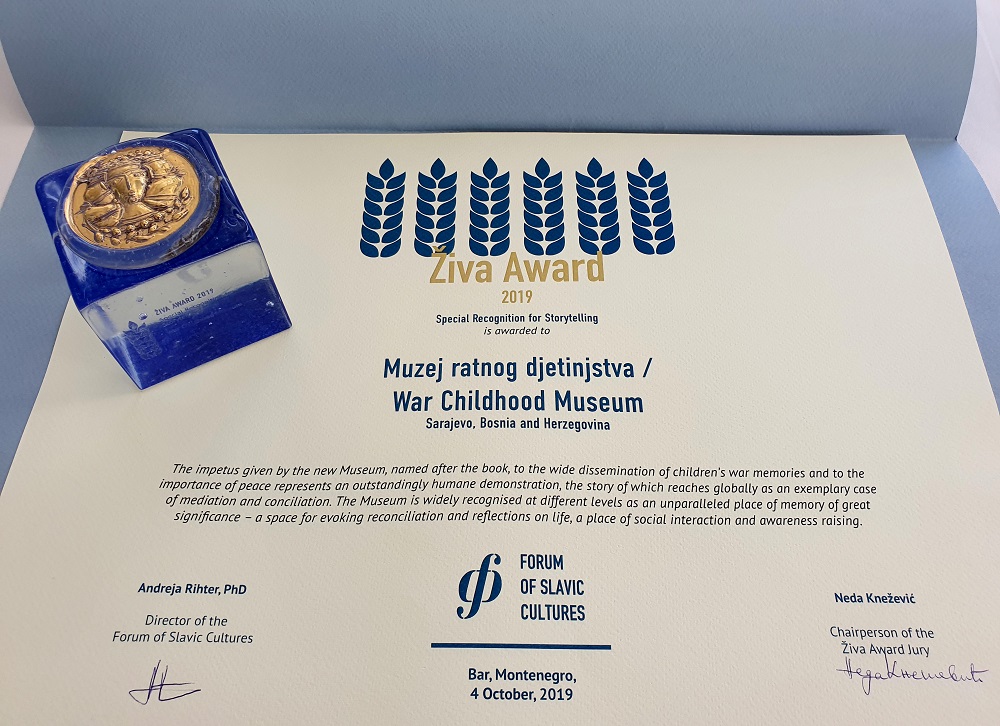 ŽIVA AWARD 2019
Živa Award
2019
Special Recognition for Storytelling
is awarded to
Muzej ratnog djetinjstva /
War Childhood Museum
Sarajevo, Bosnia and Herzegovina
The impetus given by the new Museum, named after the book, to the wide dissemination of children's war memories and to the
importance of peace represents an outstandingly humane demonstration, the story of which reaches globally as an exemplary case
of mediation and conciliation. The Museum is widely recognised at different levels as an unparalleled place of memory of great
significance – a space for evoking reconciliation and reflections on life, a place of social interaction and awareness raising.
FORUM
OF SLAVIC
CULTURES
Andreja Rihter, PhD
Director of the
Forum of Slavic Cultures
Neda Knežević
Chairperson of the
Živa Award Jury
Неда Кнежевић
Bar, Montenegro,
4 October, 2019